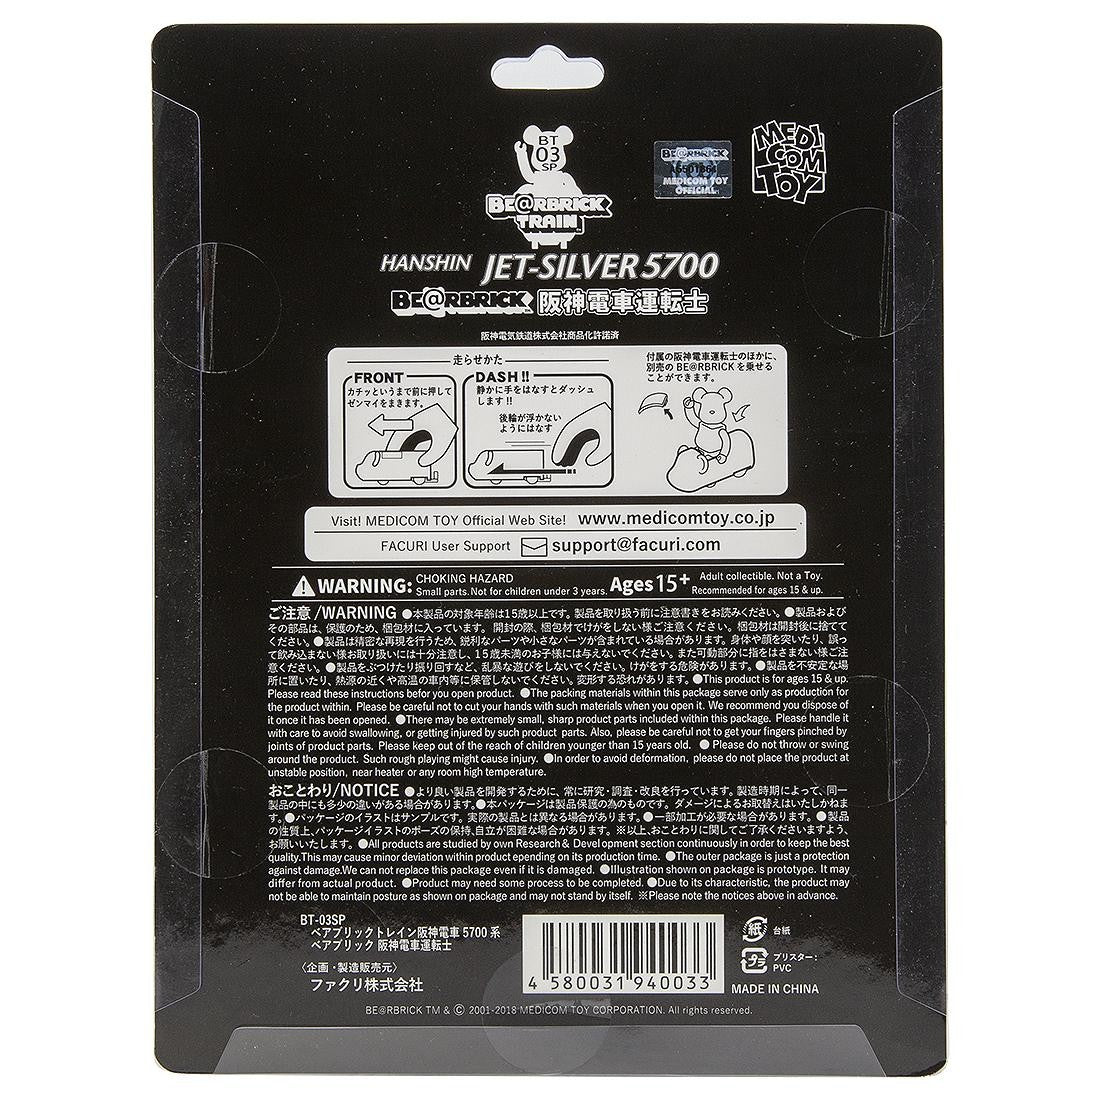 BT
03
SP
BE@RBRICK
TRAIN
BE@RBRICK
MEDICOM TOY
OFFICIAL
MEDI
COM
TOY
HANSHIN JET-SILVER 5700
BE@RBRICK 阪神電車運転士
阪神電気鉄道株式会社商品化許諾済
走らせかた
FRONT
カチッというまで前に押して
ゼンマイをまきます。
DASH!!
静かに手をはなすとダッシュ
します!!
後輪が浮かない
ようにはなす
付属の阪神電車運転士のほかに、
別売の BE@RBRICK を乗せる
ことができます。
Visit! MEDICOM TOY Official Web Site! www.medicomtoy.co.jp
FACURI User Support support@facuri.com
WARNING: CHOKING HAZARD
Small parts. Not for children under 3 years.
Ages 15+
Adult collectible. Not a Toy.
Recommended for ages 15 & up.
ご注意 /WARNING ●本製品の対象年齢は15歳以上です。製品を取り扱う前に注意書きをお読みください。●製品および
その部品は、保護のため、梱包材に入っています。開封の際、梱包材でけがをしない様ご注意ください。梱包材は開封後に捨てて
ください。●製品は精密な再現を行うため、鋭利なパーツや小さなパーツが含まれている場合があります。身体や顔を突いたり、誤っ
て飲み込まない様お取り扱いには十分注意し、15歳未満のお子様には与えないでください。また可動部分に指をはさまない様ご注
意ください。●製品をぶつけたり振り回すなど、乱暴な遊びをしないでください。けがをする危険があります。●製品を不安定な場
所に置いたり、熱源の近くや高温の車内等に保管しないでください。変形する恐れがあります。●This product is for ages 15 & up.
Please read these instructions befor you open product. ●The packing materials within this package serve only as production for
the product within. Please be careful not to cut your hands with such materials when you open it. We recommend you dispose of
it once it has been opened. ●There may be extremely small, sharp product parts included within this package. Please handle it
with care to avoid swallowing, or getting injured by such product parts. Also, please be careful not to get your fingers pinched by
joints of product parts. Please keep out of the reach of children younger than 15 years old. ●Please do not throw or swing
around the product. Such rough playing might cause injury. ●In order to avoid deformation, please do not place the product at
unstable position, near heater or any room high temperature.
おことわり/NOTICE ●より良い製品を開発するために、常に研究・調査・改良を行っています。製造時期によって、同一
製品の中にも多少の違いがある場合があります。●本パッケージは製品保護の為のものです。ダメージによるお取替えはいたしかねま
す。●パッケージのイラストはサンプルです。実際の製品とは異なる場合があります。●一部加工が必要な場合があります。●製品
の性質上、パッケージイラストのポーズの保持、自立が困難な場合があります。※以上、おことわりに関してご了承くださいますよう、
お願いいたします。●All products are studied by own Research & Development section continuously in order to keep the best
quality.This may cause minor deviation within product epending on its production time. ●The outer package is just a protection
against damage.We can not replace this package even if it is damaged. ●Illustration shown on package is prototype. It may
differ from actual product. ●Product may need some process to be completed. ●Due to its characteristic, the product may
not be able to maintain posture as shown on package and may not stand by itself. ※Please note the notices above in advance.
BT-03SP
ベアブリックトレイン阪神電車 5700 系
ベアブリック 阪神電車運転士
〈企画・製造販売元〉
ファクリ株式会社
4 580031 940033
紙 台紙
プラ ブリスター:
PVC
MADE IN CHINA
BE@RBRICK TM & © 2001-2018 MEDICOM TOY CORPORATION. All rights reserved.